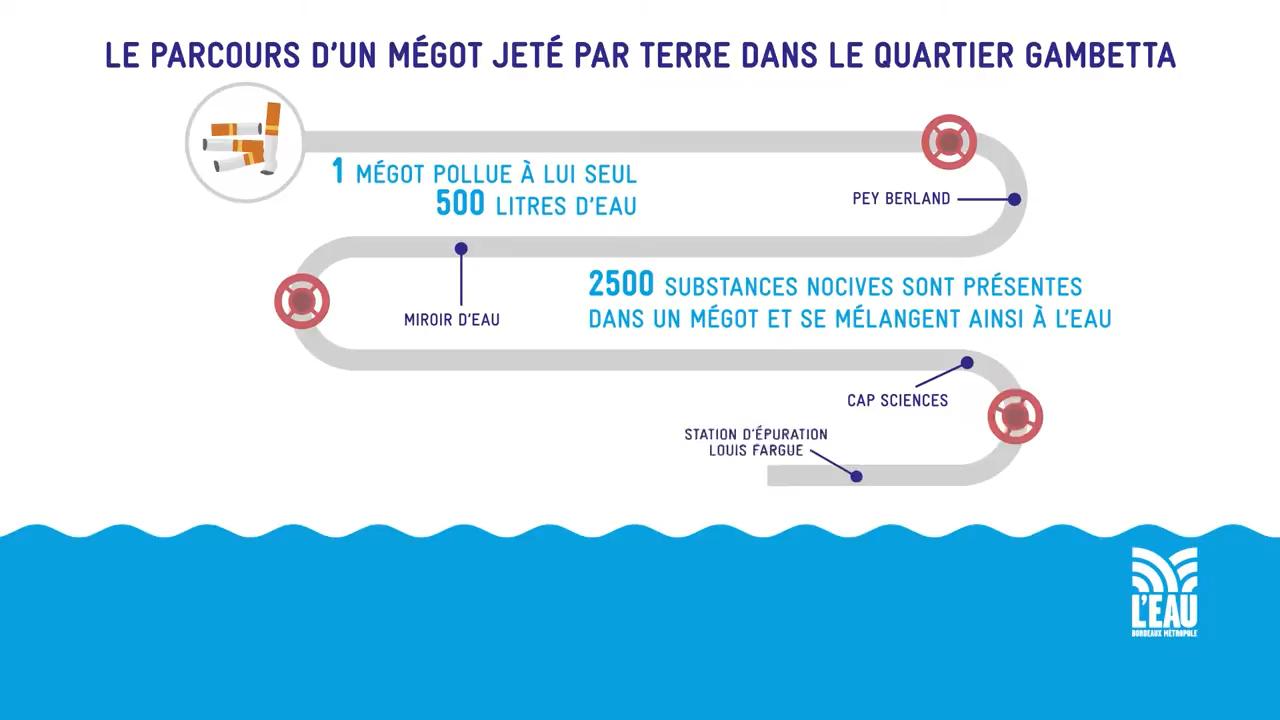 LE PARCOURS D'UN MÉGOT JETÉ PAR TERRE DANS LE QUARTIER GAMBETTA
1 MÉGOT POLLUE À LUI SEUL
500 LITRES D'EAU
PEY BERLAND
2500 SUBSTANCES NOCIVES SONT PRÉSENTES
DANS UN MÉGOT ET SE MÉLANGENT AINSI À L'EAU
MIROIR D'EAU
CAP SCIENCES
STATION D'ÉPURATION
LOUIS FARGUE
L'EAU
BORDEAUX MÉTROPOLE